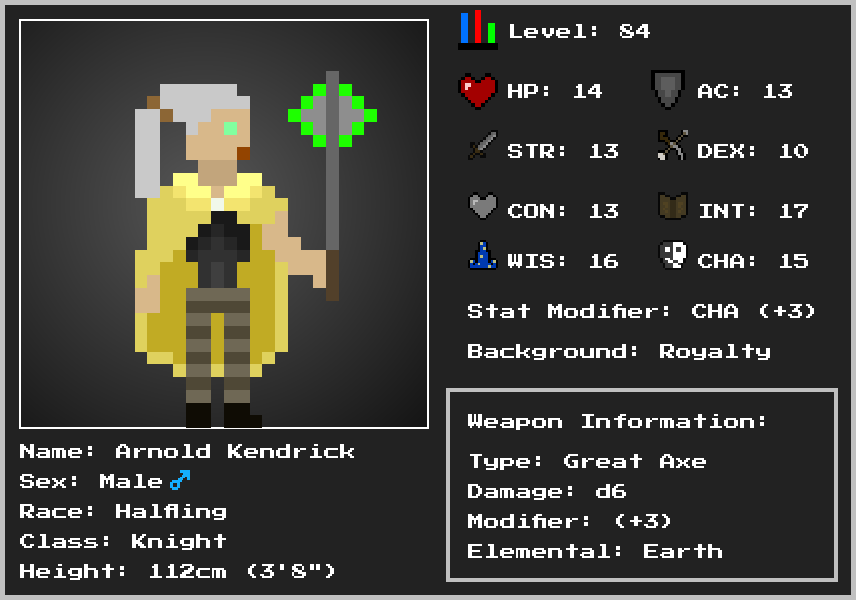 Level: 84
HP: 14 AC: 13
STR: 13 DEX: 10
CON: 13 INT: 17
WIS: 16 CHA: 15
Stat Modifier: CHA (+3)
Background: Royalty
Weapon Information:
Type: Great Axe
Damage: d6
Modifier: (+3)
Elemental: Earth
Name: Arnold Kendrick
Sex: Male ♂
Race: Halfling
Class: Knight
Height: 112cm (3'8")